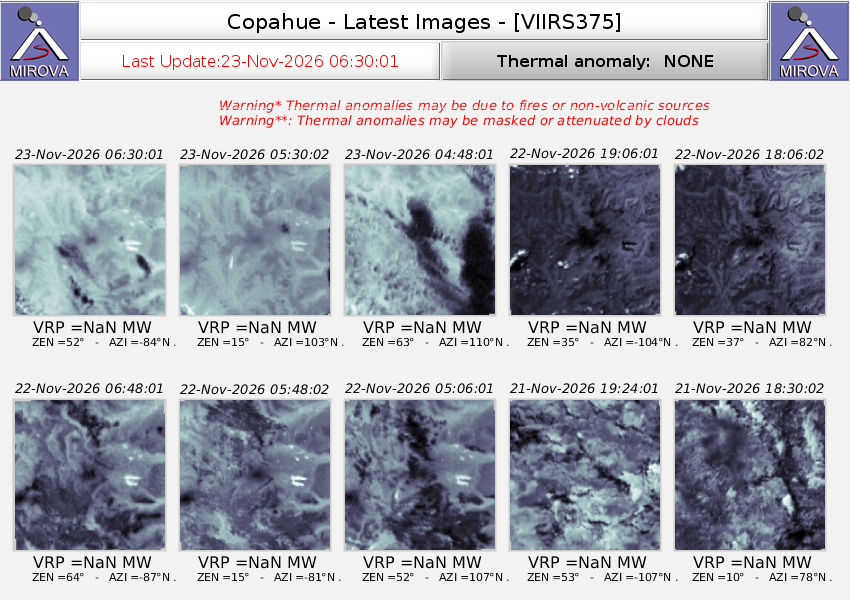 Copahue - Latest Images - [VIIRS375]
MIROVA
Last Update:23-Nov-2026 06:30:01
Thermal anomaly: NONE
MIROVA
Warning* Thermal anomalies may be due to fires or non-volcanic sources
Warning**: Thermal anomalies may be masked or attenuated by clouds
23-Nov-2026 06:30:01 23-Nov-2026 05:30:02 23-Nov-2026 04:48:01 22-Nov-2026 19:06:01 22-Nov-2026 18:06:02
VRP =NaN MW VRP =NaN MW VRP =NaN MW VRP =NaN MW VRP =NaN MW
ZEN =52° - AZI =-84°N . ZEN =15° - AZI =103°N . ZEN =63° - AZI =110°N . ZEN =35° - AZI =-104°N . ZEN =37° - AZI =82°N .
22-Nov-2026 06:48:01 22-Nov-2026 05:48:02 22-Nov-2026 05:06:01 21-Nov-2026 19:24:01 21-Nov-2026 18:30:02
VRP =NaN MW VRP =NaN MW VRP =NaN MW VRP =NaN MW VRP =NaN MW
ZEN =64° - AZI =-87°N . ZEN =15° - AZI =-81°N . ZEN =52° - AZI =107°N . ZEN =53° - AZI =-107°N . ZEN =10° - AZI =78°N .